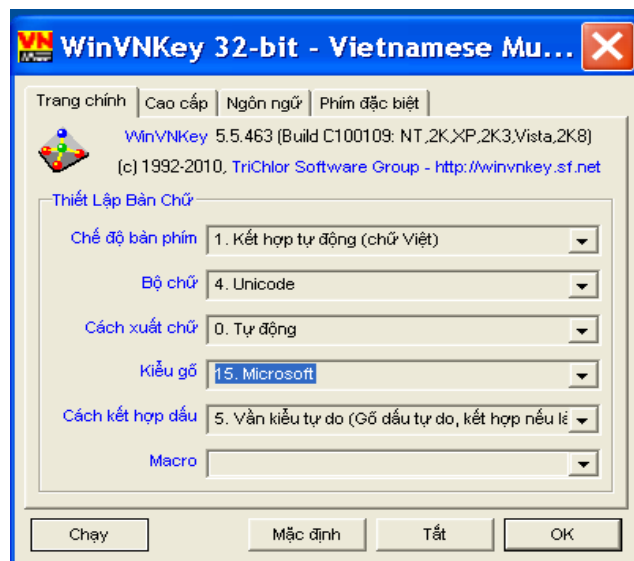 WinVNKey 32-bit - Vietnamese Mu...
Trang chính Cao cấp Ngôn ngữ Phím đặc biệt
WinVNKey 5.5.463 (Build C100109: NT,2K,XP,2K3,Vista,2K8)
(c) 1992-2010, TriChlor Software Group - http://winvnkey.sf.net
Thiết Lập Bàn Chữ
Chế độ bàn phím 1. Kết hợp tự động (chữ Việt)
Bộ chữ 4. Unicode
Cách xuất chữ 0. Tự động
Kiểu gõ 15. Microsoft
Cách kết hợp dấu 5. Vần kiểu tự do (Gõ dấu tự do, kết hợp nếu là
Macro
Chạy Mặc định Tắt OK